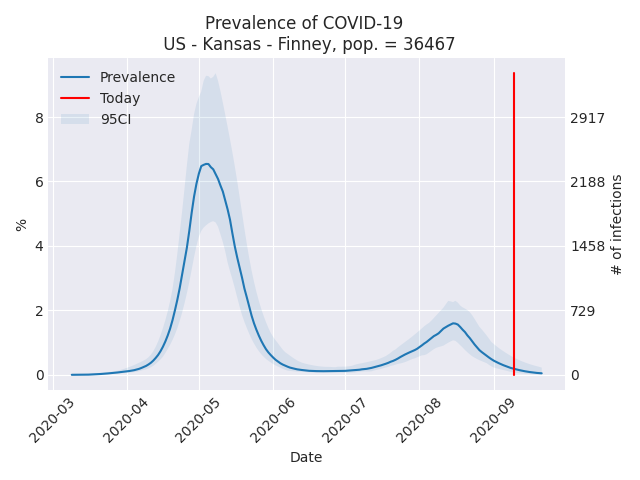 Prevalence of COVID-19
US - Kansas - Finney, pop. = 36467
Prevalence
Today
95CI
8
6
4
2
0
%
2917
2188
1458
729
0
# of infections
2020-03
2020-04
2020-05
2020-06
2020-07
2020-08
2020-09
Date